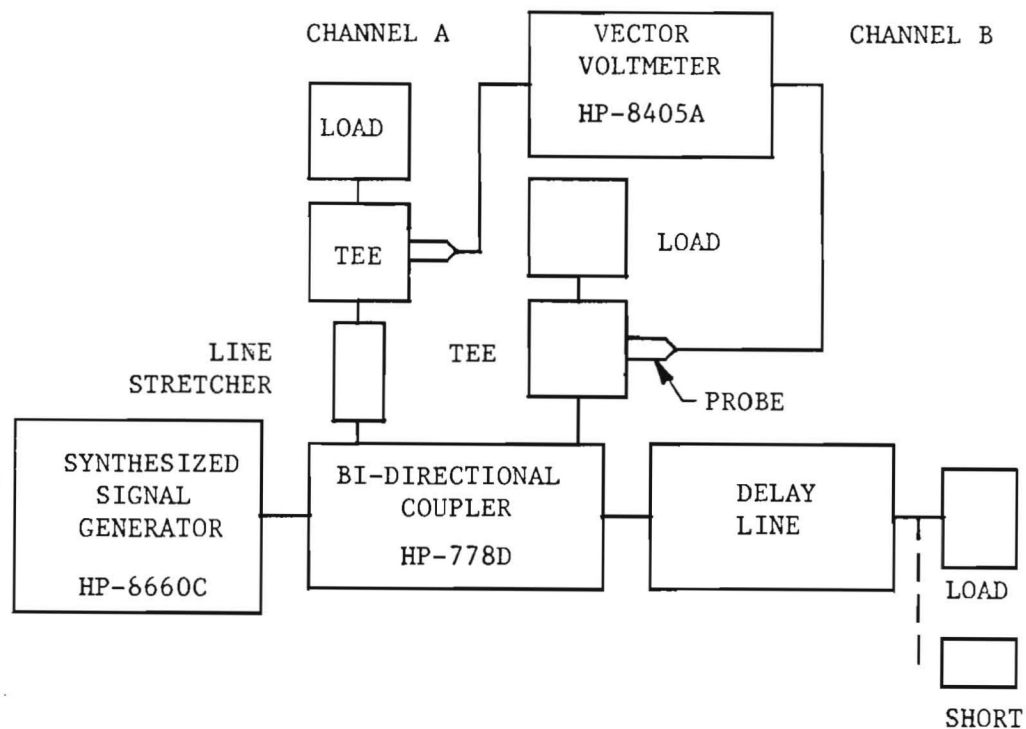 CHANNEL A
VECTOR
VOLTMETER
HP-8405A
CHANNEL B
LOAD
TEE
LOAD
LINE
STRETCHER
TEE
PROBE
SYNTHESIZED
SIGNAL
GENERATOR
HP-8660C
BI-DIRECTIONAL
COUPLER
HP-778D
DELAY
LINE
LOAD
SHORT